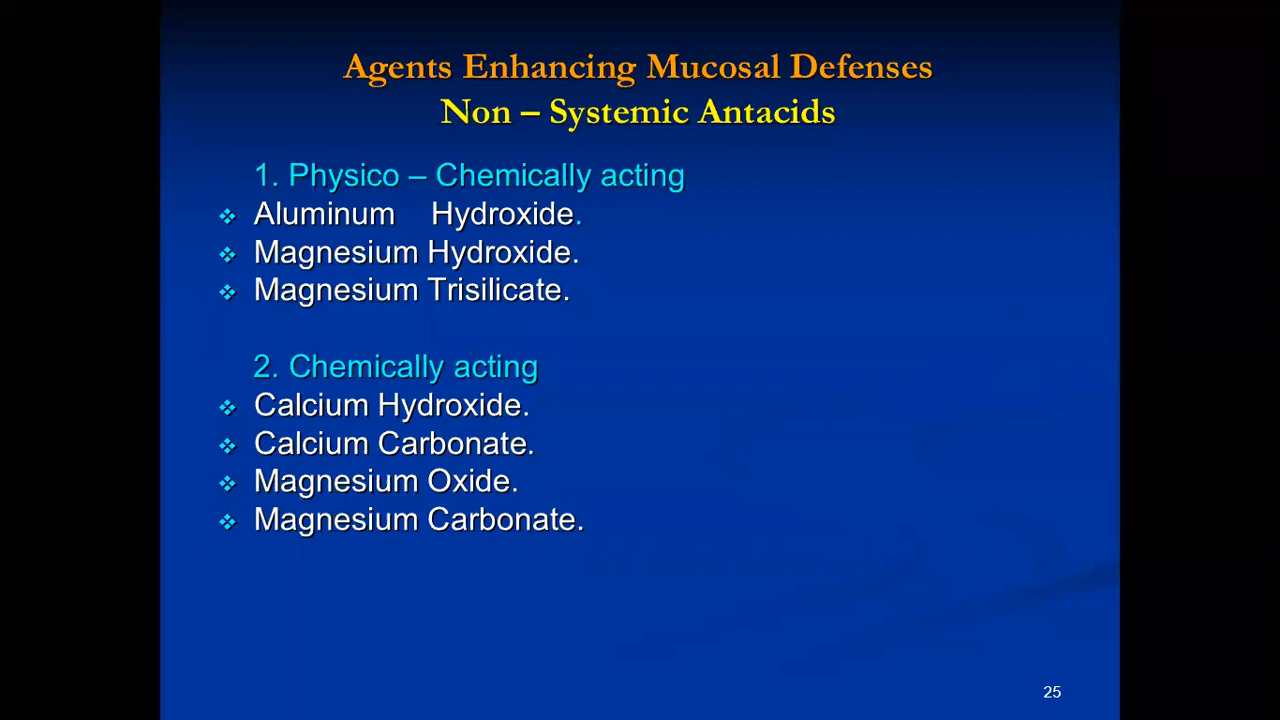 Agents Enhancing Mucosal Defenses
Non – Systemic Antacids
1. Physico – Chemically acting
❖ Aluminum Hydroxide.
❖ Magnesium Hydroxide.
❖ Magnesium Trisilicate.
2. Chemically acting
❖ Calcium Hydroxide.
❖ Calcium Carbonate.
❖ Magnesium Oxide.
❖ Magnesium Carbonate.
25